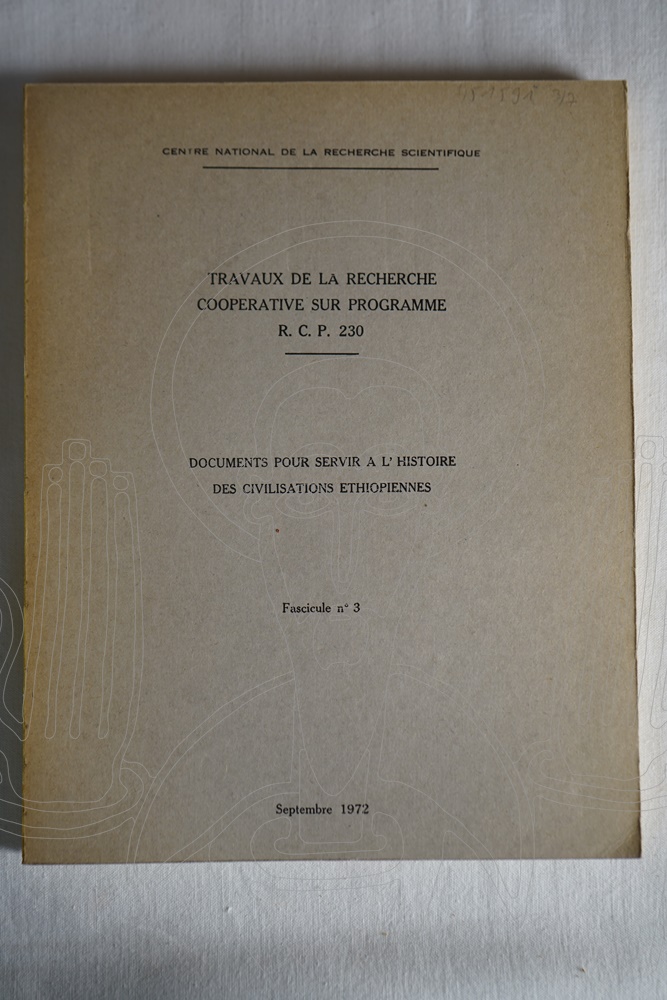 CENTRE NATIONAL DE LA RECHERCHE SCIENTIFIQUE
TRAVAUX DE LA RECHERCHE
COOPERATIVE SUR PROGRAMME
R. C. P. 230
DOCUMENTS POUR SERVIR A L' HISTOIRE
DES CIVILISATIONS ETHIOPIENNES
Fascicule n° 3
Septembre 1972